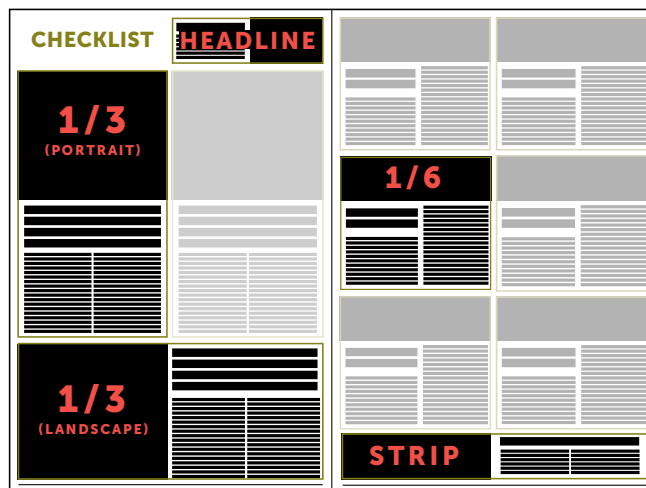 CHECKLIST
HEADLINE
1/3
(PORTRAIT)
1/3
(LANDSCAPE)
1/6
STRIP